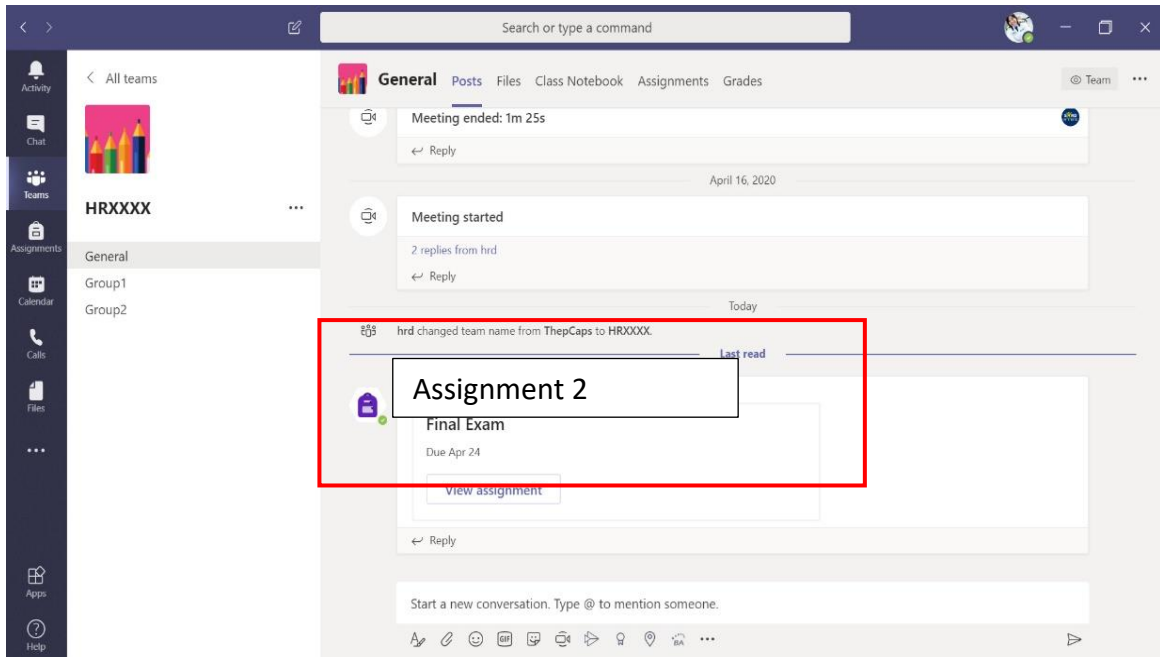 Search or type a command
Activity
Chat
Teams
Assignments
Calendar
Calls
Files
Apps
Help
All teams
HRXXXX
General
Group1
Group2
General Posts Files Class Notebook Assignments Grades
Team
Meeting ended: 1m 25s
Reply
April 16, 2020
Meeting started
2 replies from hrd
Reply
Today
hrd changed team name from ThepCaps to HRXXXX.
Last read
Assignment 2
Final Exam
Due Apr 24
View assignment
Reply
Start a new conversation. Type @ to mention someone.
GIF